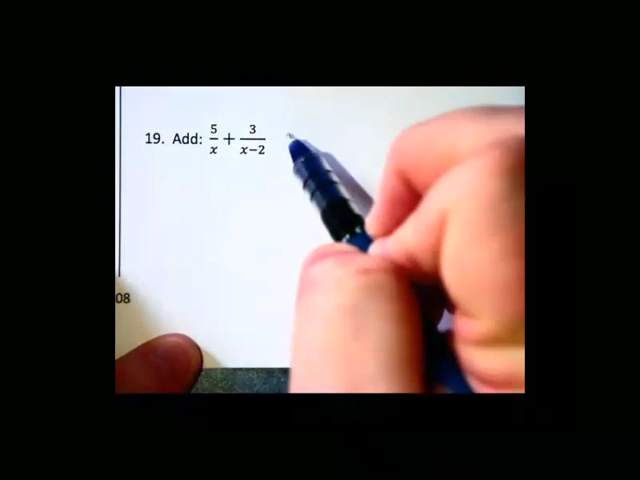 19. Add: 5/x + 3/(x−2)
08